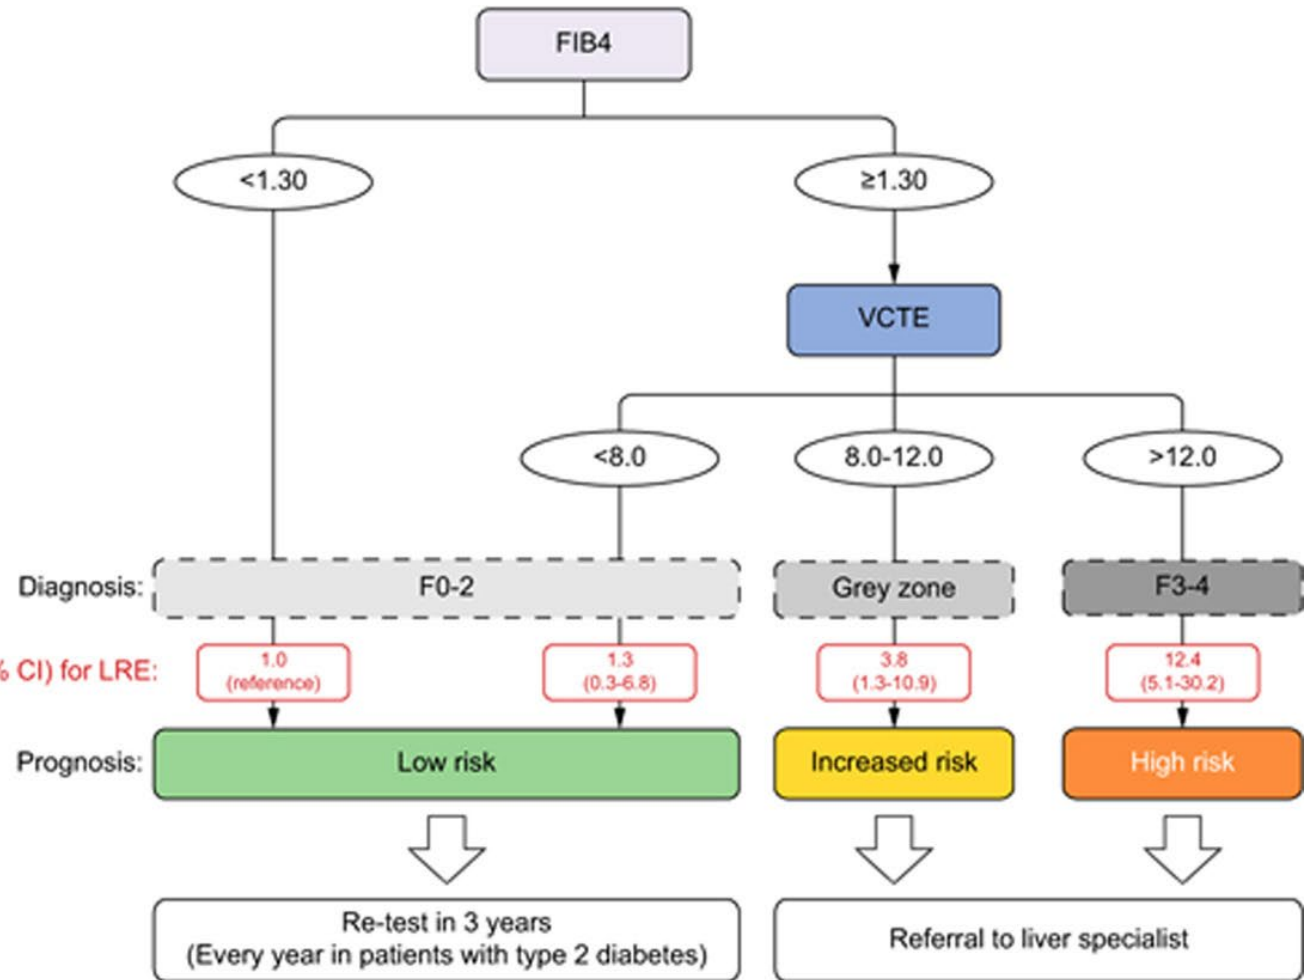 FIB4
<1.30
≥1.30
VCTE
<8.0
8.0-12.0
>12.0
Diagnosis:
F0-2
Grey zone
F3-4
% CI) for LRE:
1.0
(reference)
1.3
(0.3-6.8)
3.8
(1.3-10.9)
12.4
(5.1-30.2)
Prognosis:
Low risk
Increased risk
High risk
Re-test in 3 years
(Every year in patients with type 2 diabetes)
Referral to liver specialist